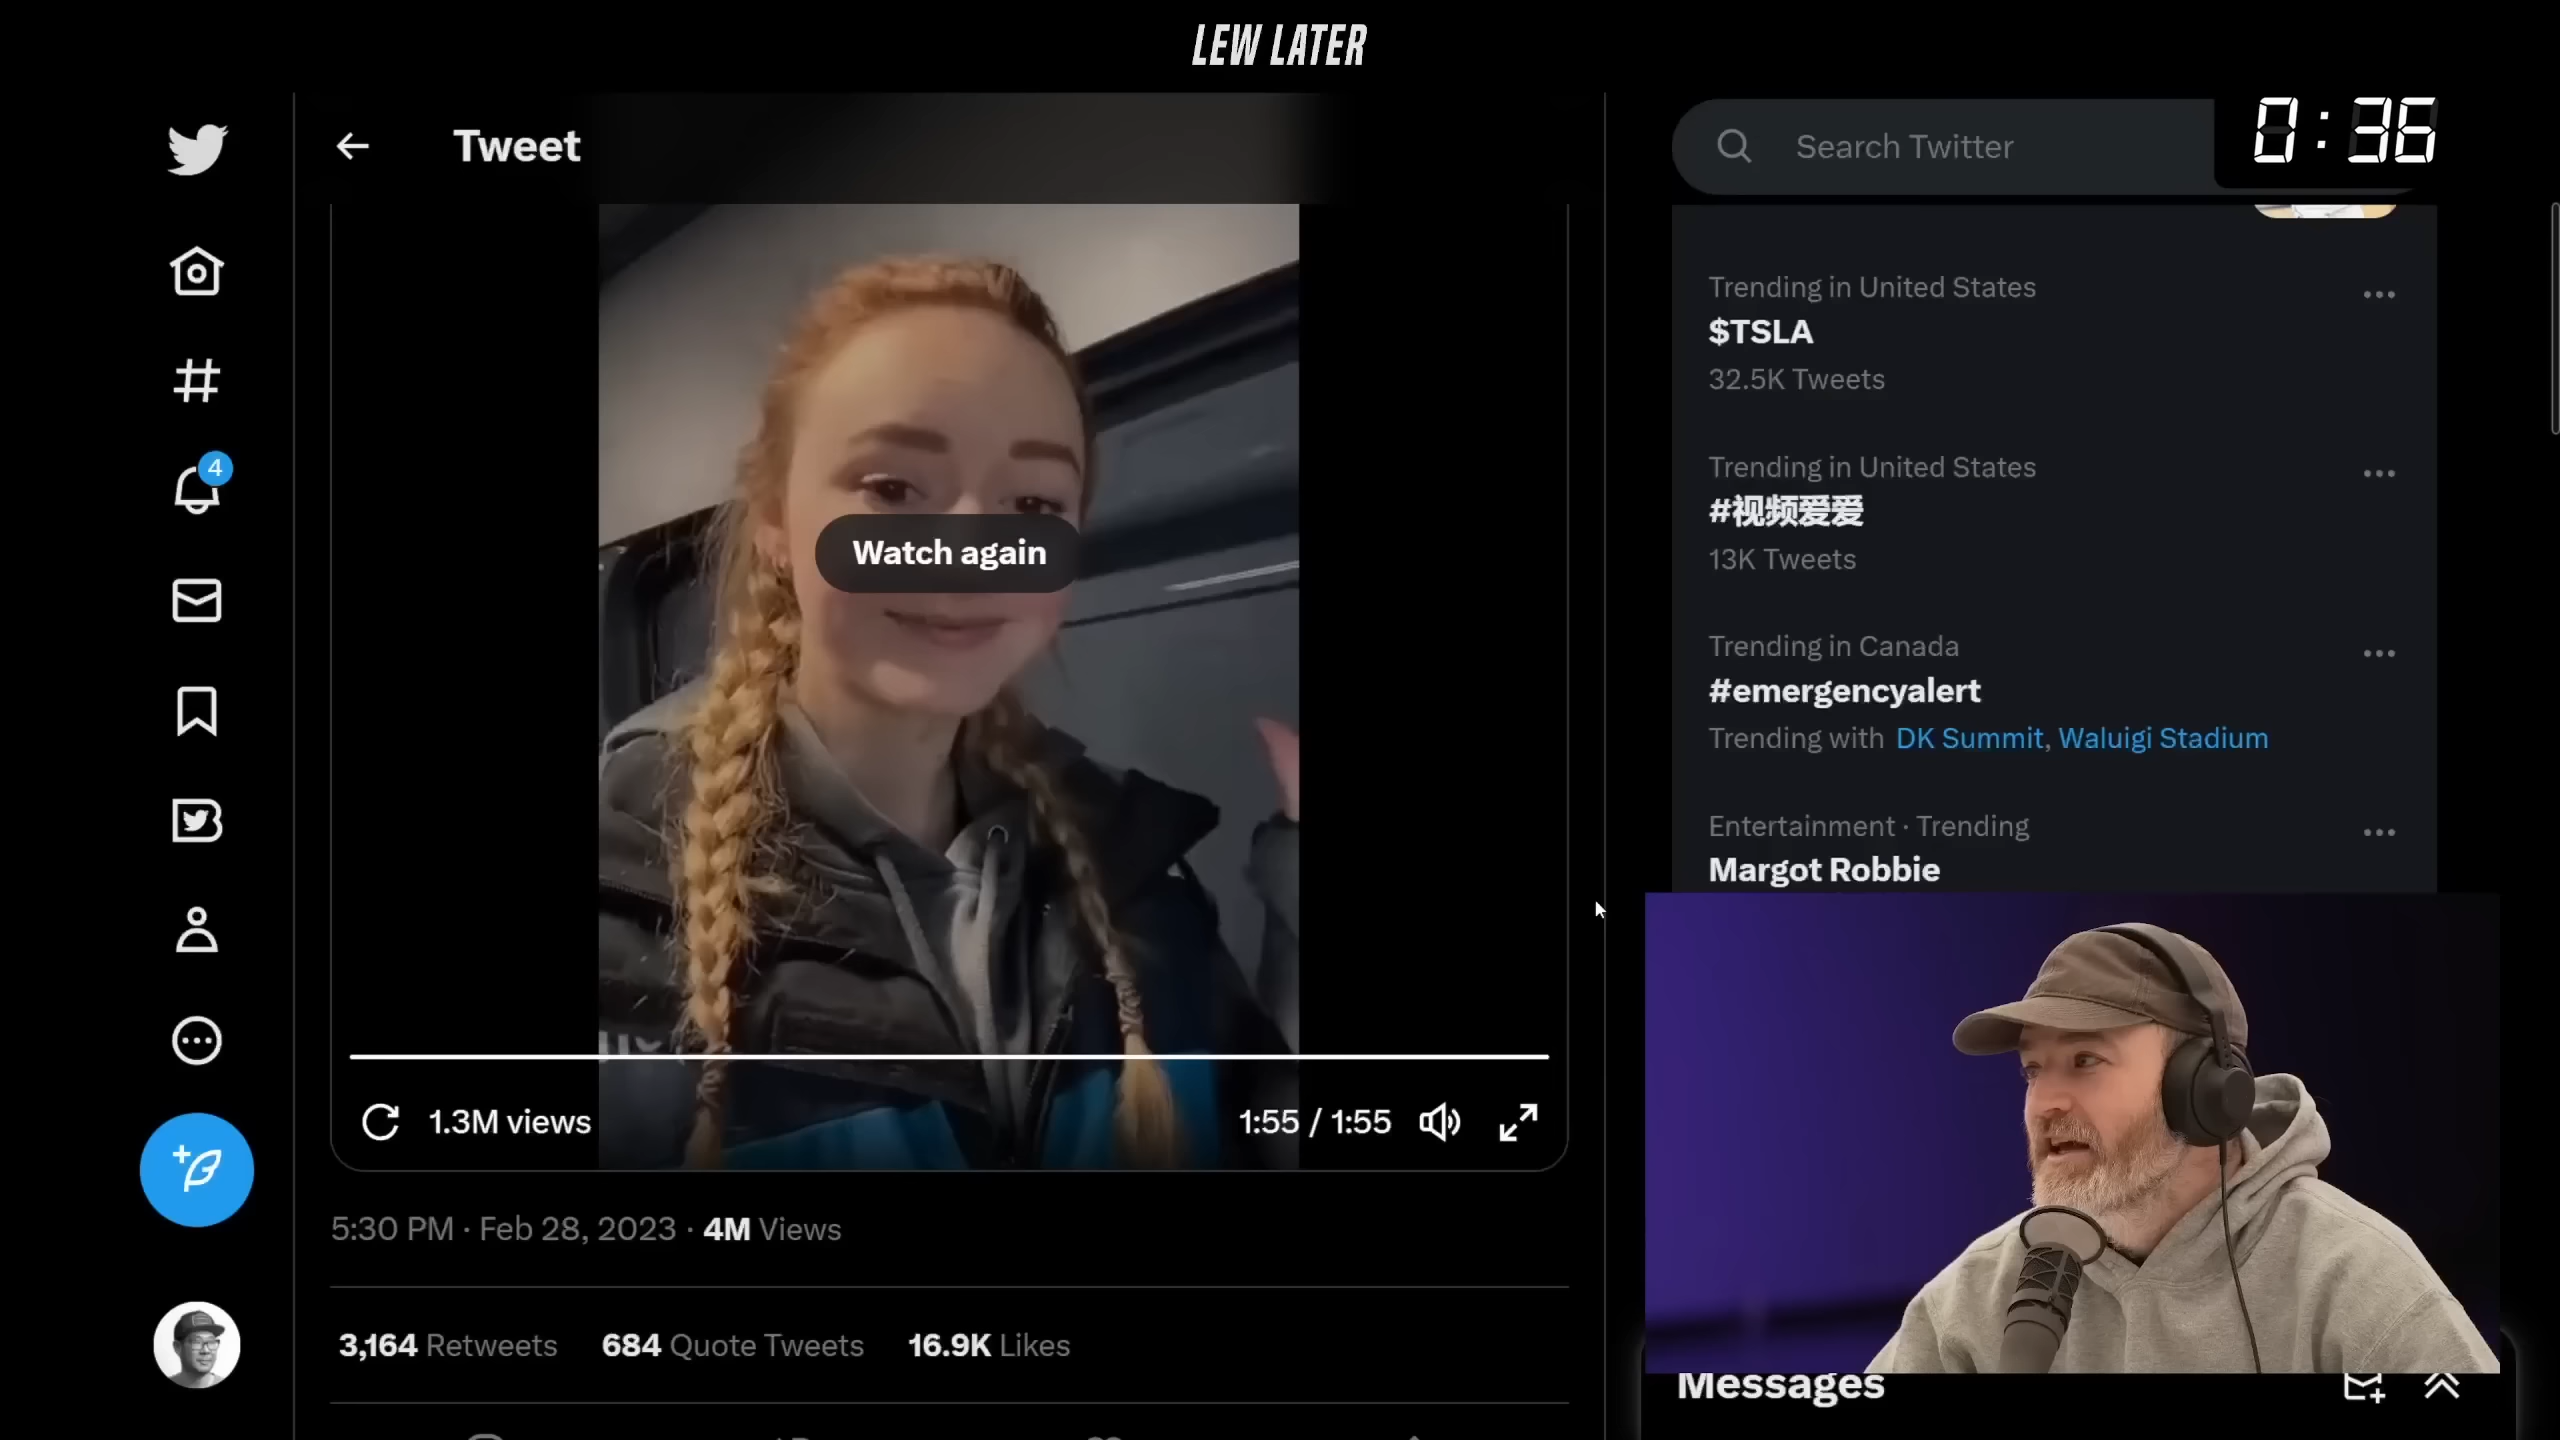 LEW LATER
Tweet
Search Twitter
0:36
4
Trending in United States
$TSLA
32.5K Tweets
Trending in United States
#视频爱爱
13K Tweets
Trending in Canada
#emergencyalert
Trending with DK Summit, Waluigi Stadium
Entertainment · Trending
Margot Robbie
Watch again
1.3M views
1:55 / 1:55
5:30 PM · Feb 28, 2023 · 4M Views
3,164 Retweets 684 Quote Tweets 16.9K Likes
Messages